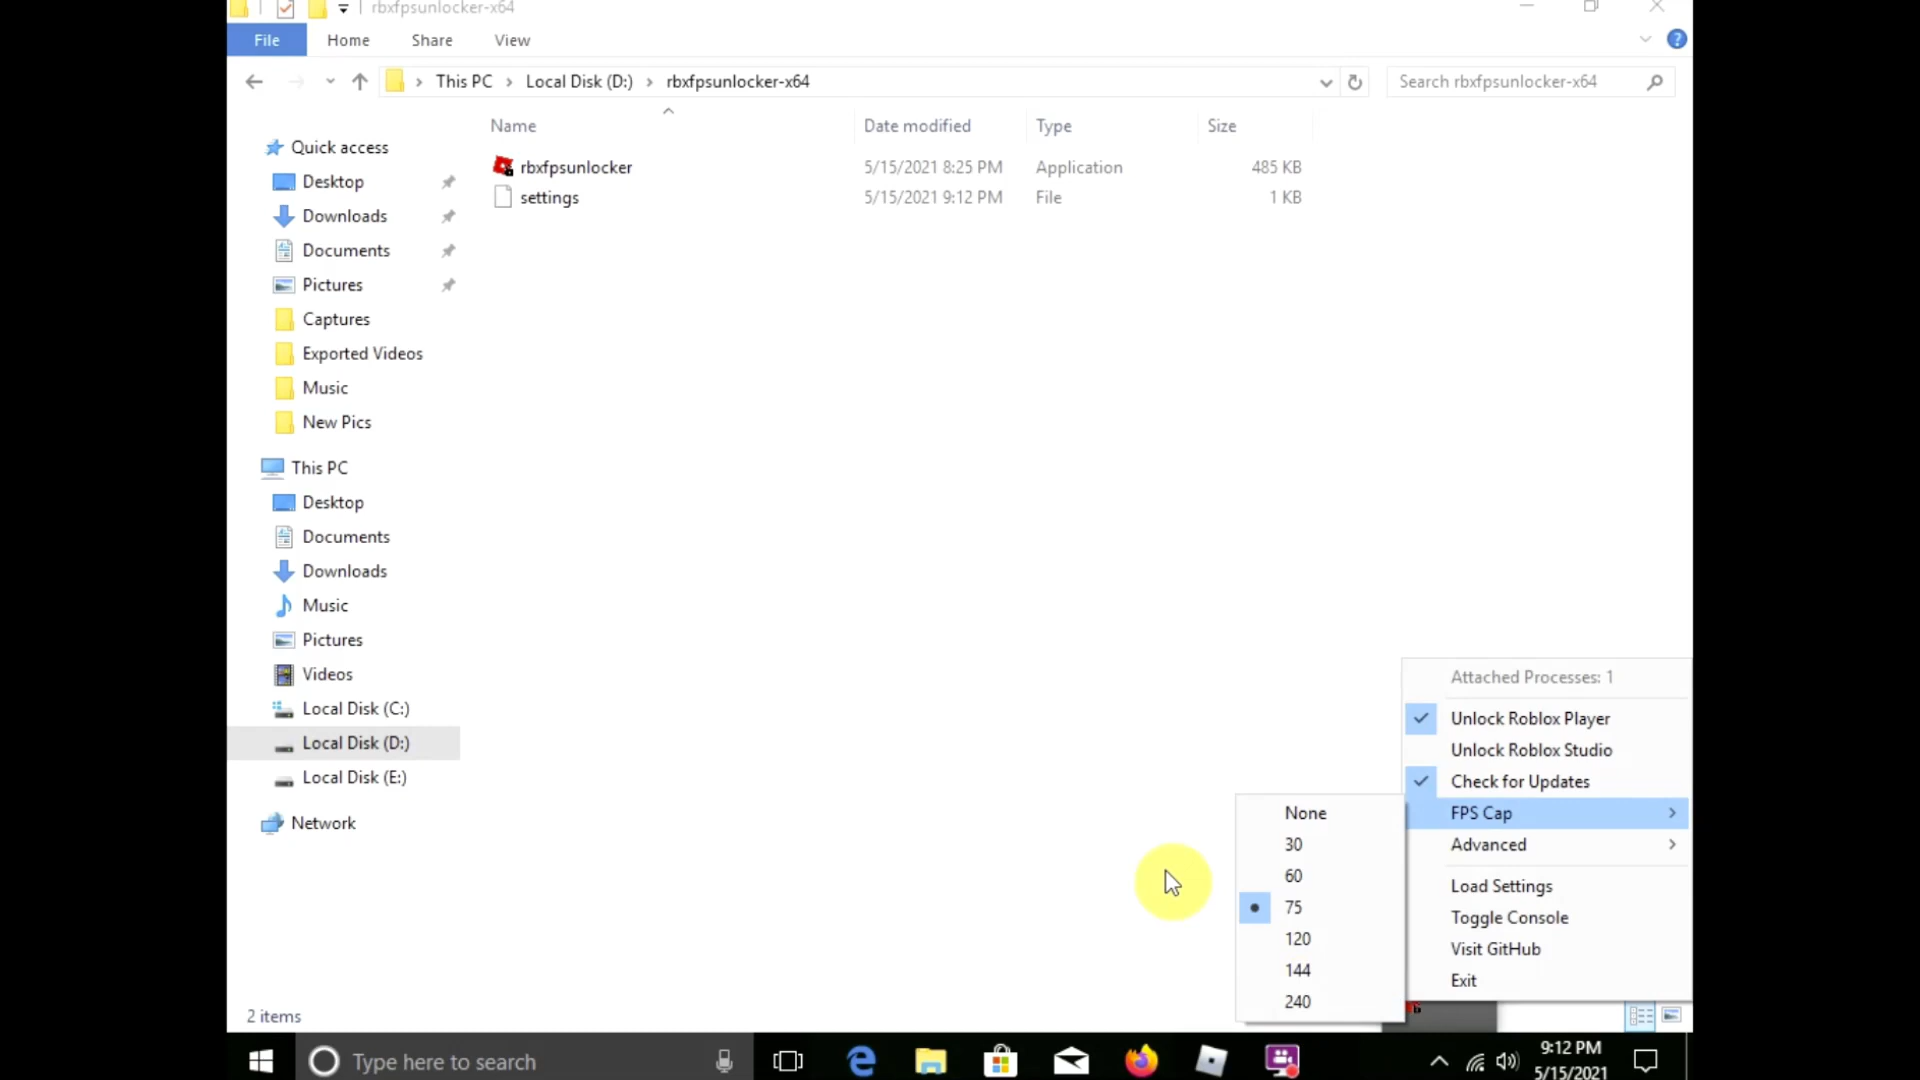 rbxfpsunlocker-x64
File Home Share View
This PC Local Disk (D:) rbxfpsunlocker-x64 Search rbxfpsunlocker-x64
Name Date modified Type Size
rbxfpsunlocker 5/15/2021 8:25 PM Application 485 KB
settings 5/15/2021 9:12 PM File 1 KB
Quick access
Desktop
Downloads
Documents
Pictures
Captures
Exported Videos
Music
New Pics
This PC
Desktop
Documents
Downloads
Music
Pictures
Videos
Local Disk (C:)
Local Disk (D:)
Local Disk (E:)
Network
Attached Processes: 1
Unlock Roblox Player
Unlock Roblox Studio
Check for Updates
FPS Cap
Advanced
Load Settings
Toggle Console
Visit GitHub
Exit
None
30
60
75
120
144
240
2 items
Type here to search
9:12 PM
5/15/2021